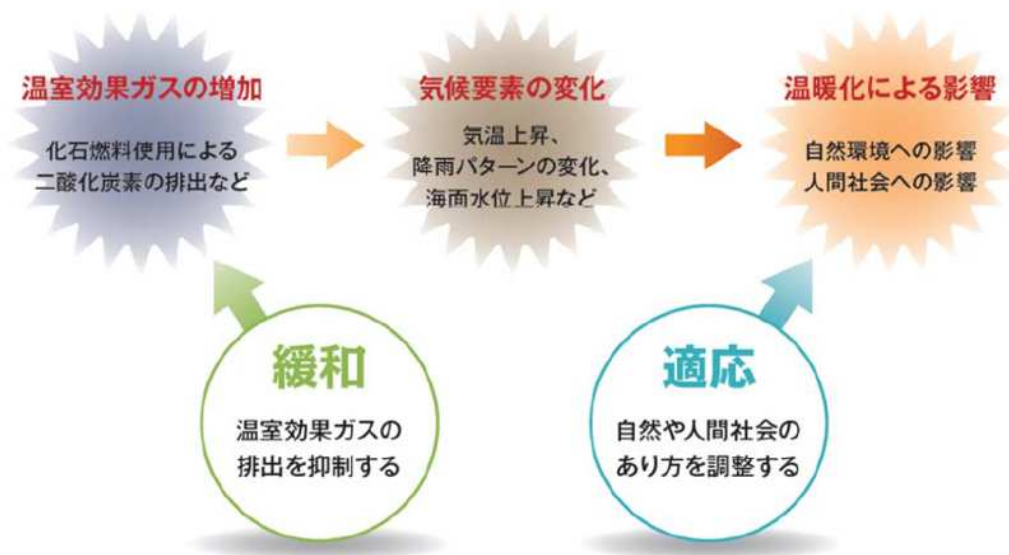 温室効果ガスの増加
化石燃料使用による
二酸化炭素の排出など
気候要素の変化
気温上昇、
降雨パターンの変化、
海面水位上昇など
温暖化による影響
自然環境への影響
人間社会への影響
緩和
温室効果ガスの
排出を抑制する
適応
自然や人間社会の
あり方を調整する